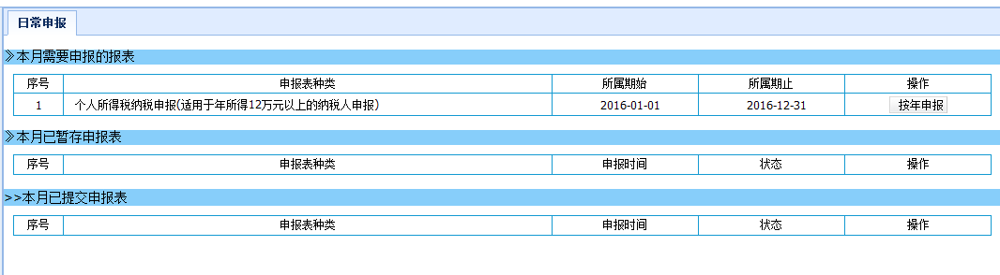 日常申报
》本月需要申报的报表
序号 申报表种类 所属期始 所属期止 操作
1 个人所得税纳税申报(适用于年所得12万元以上的纳税人申报) 2016-01-01 2016-12-31 按年申报
》本月已暂存申报表
序号 申报表种类 申报时间 状态 操作
>>本月已提交申报表
序号 申报表种类 申报时间 状态 操作